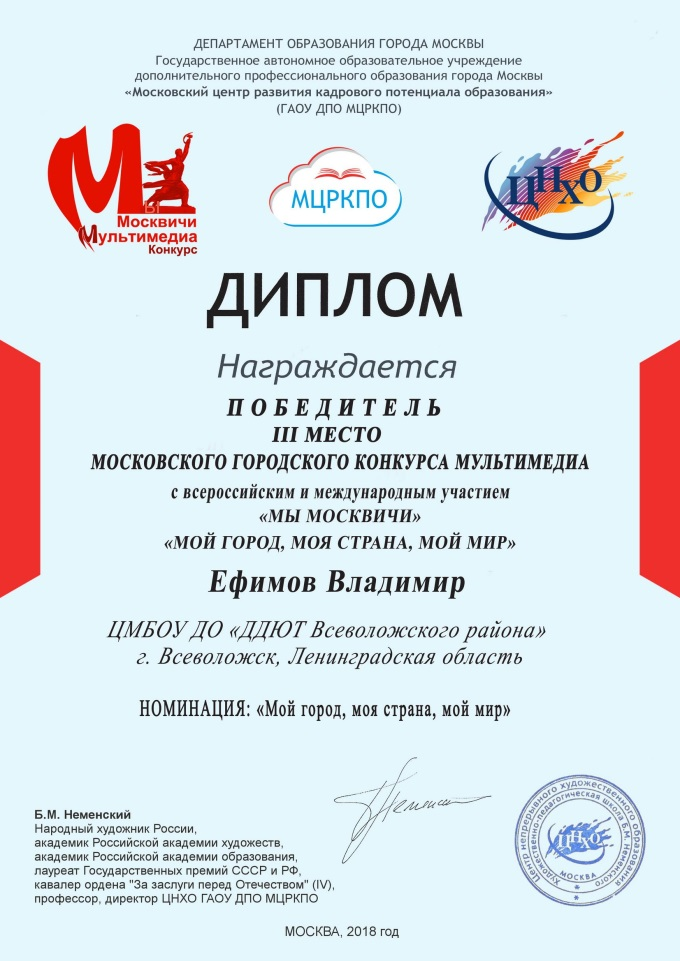 ДЕПАРТАМЕНТ ОБРАЗОВАНИЯ ГОРОДА МОСКВЫ
Государственное автономное образовательное учреждение
дополнительного профессионального образования города Москвы
«Московский центр развития кадрового потенциала образования»
(ГАОУ ДПО МЦРКПО)
МЫ
Москвичи
Мультимедиа
Конкурс
МЦРКПО
ЦНХО
ДИПЛОМ
Награждается
ПОБЕДИТЕЛЬ
III МЕСТО
МОСКОВСКОГО ГОРОДСКОГО КОНКУРСА МУЛЬТИМЕДИА
с всероссийским и международным участием
«МЫ МОСКВИЧИ»
«МОЙ ГОРОД, МОЯ СТРАНА, МОЙ МИР»
Ефимов Владимир
ЦМБОУ ДО «ДДЮТ Всеволожского района»
г. Всеволожск, Ленинградская область
НОМИНАЦИЯ: «Мой город, моя страна, мой мир»
Б.М. Неменский
Народный художник России,
академик Российской академии художеств,
академик Российской академии образования,
лауреат Государственных премий СССР и РФ,
кавалер ордена "За заслуги перед Отечеством" (IV),
профессор, директор ЦНХО ГАОУ ДПО МЦРКПО
Центр непрерывного художественного образования
Художественно-педагогическая школа Б.М. Неменского
ЦНХО
МОСКВА
МОСКВА, 2018 год